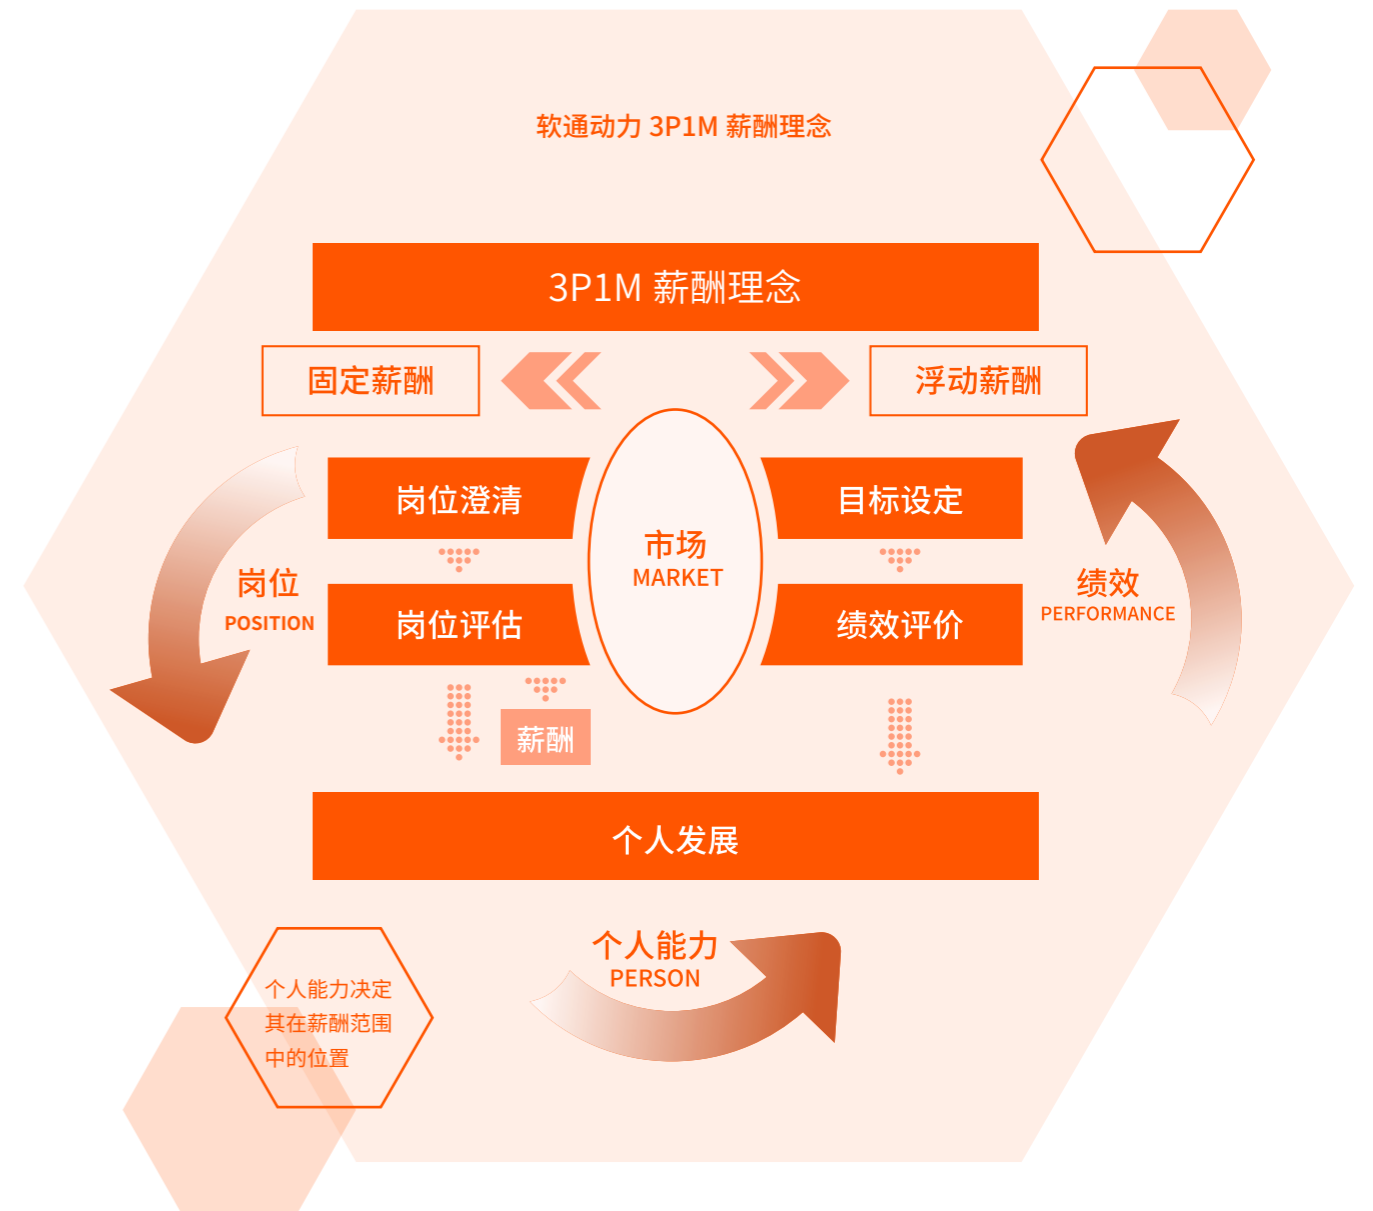 软通动力 3P1M 薪酬理念
3P1M 薪酬理念
固定薪酬
浮动薪酬
岗位澄清
目标设定
市场
MARKET
岗位
POSITION
绩效
PERFORMANCE
岗位评估
绩效评价
薪酬
个人发展
个人能力
PERSON
个人能力决定
其在薪酬范围
中的位置